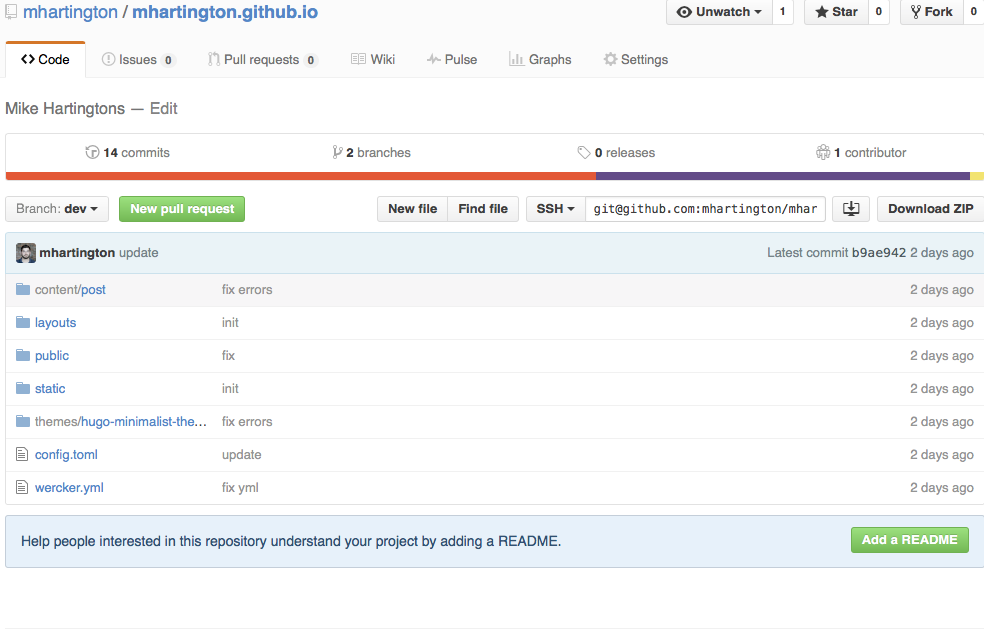 mhartington / mhartington.github.io Unwatch 1 Star 0 Fork 0
Code Issues 0 Pull requests 0 Wiki Pulse Graphs Settings
Mike Hartingtons — Edit
14 commits 2 branches 0 releases 1 contributor
Branch: dev New pull request New file Find file SSH git@github.com:mhartington/mhar Download ZIP
mhartington update Latest commit b9ae942 2 days ago
content/post fix errors 2 days ago
layouts init 2 days ago
public fix 2 days ago
static init 2 days ago
themes/hugo-minimalist-the... fix errors 2 days ago
config.toml update 2 days ago
wercker.yml fix yml 2 days ago
Help people interested in this repository understand your project by adding a README. Add a README